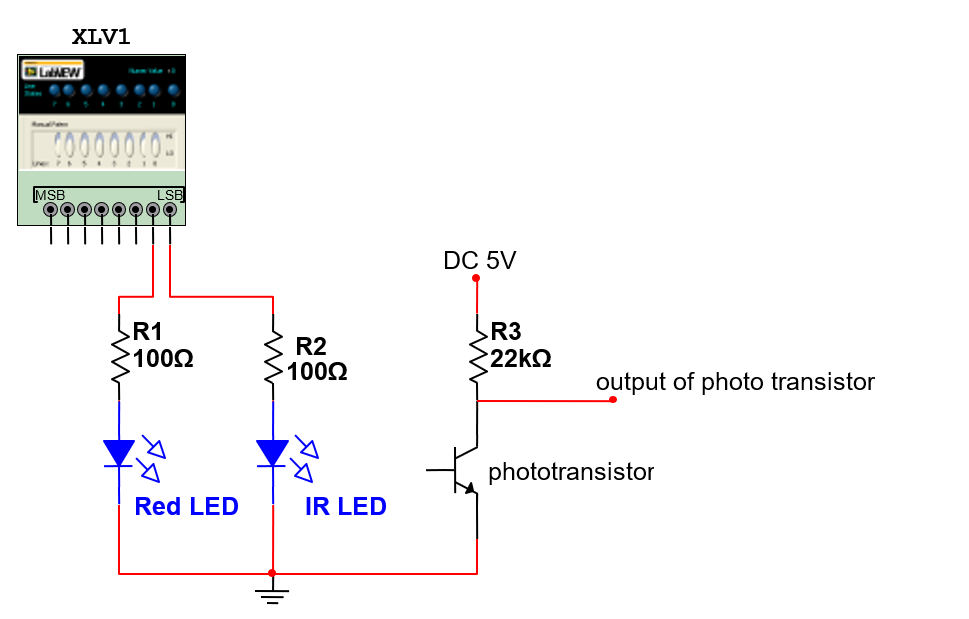 XLV1
LabVIEW
MSB
LSB
DC 5V
R1
100Ω
R2
100Ω
R3
22kΩ
output of photo transistor
phototransistor
Red LED
IR LED